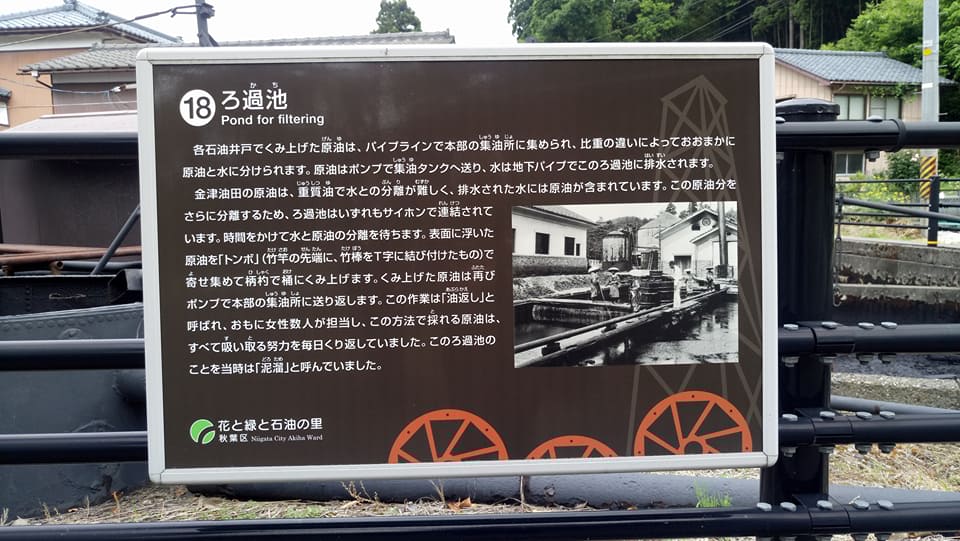 18 ろ過池
Pond for filtering
各石油井戸でくみ上げた原油は、パイプラインで本部の集油所に集められ、比重の違いによっておおまかに
原油と水に分けられます。原油はポンプで集油タンクへ送り、水は地下パイプでこのろ過池に排水されます。
金津油田の原油は、重質油で水との分離が難しく、排水された水には原油が含まれています。この原油分を
さらに分離するため、ろ過池はいずれもサイホンで連結されて
います。時間をかけて水と原油の分離を待ちます。表面に浮いた
原油を「トンボ」(竹竿の先端に、竹棒をT字に結び付けたもの)で
寄せ集めて柄杓で桶にくみ上げます。くみ上げた原油は再び
ポンプで本部の集油所に送り返します。この作業は「油返し」と
呼ばれ、おもに女性数人が担当し、この方法で採れる原油は、
すべて吸い取る努力を毎日くり返していました。このろ過池の
ことを当時は「泥溜」と呼んでいました。
花と緑と石油の里
秋葉区 Niigata City Akiha Ward